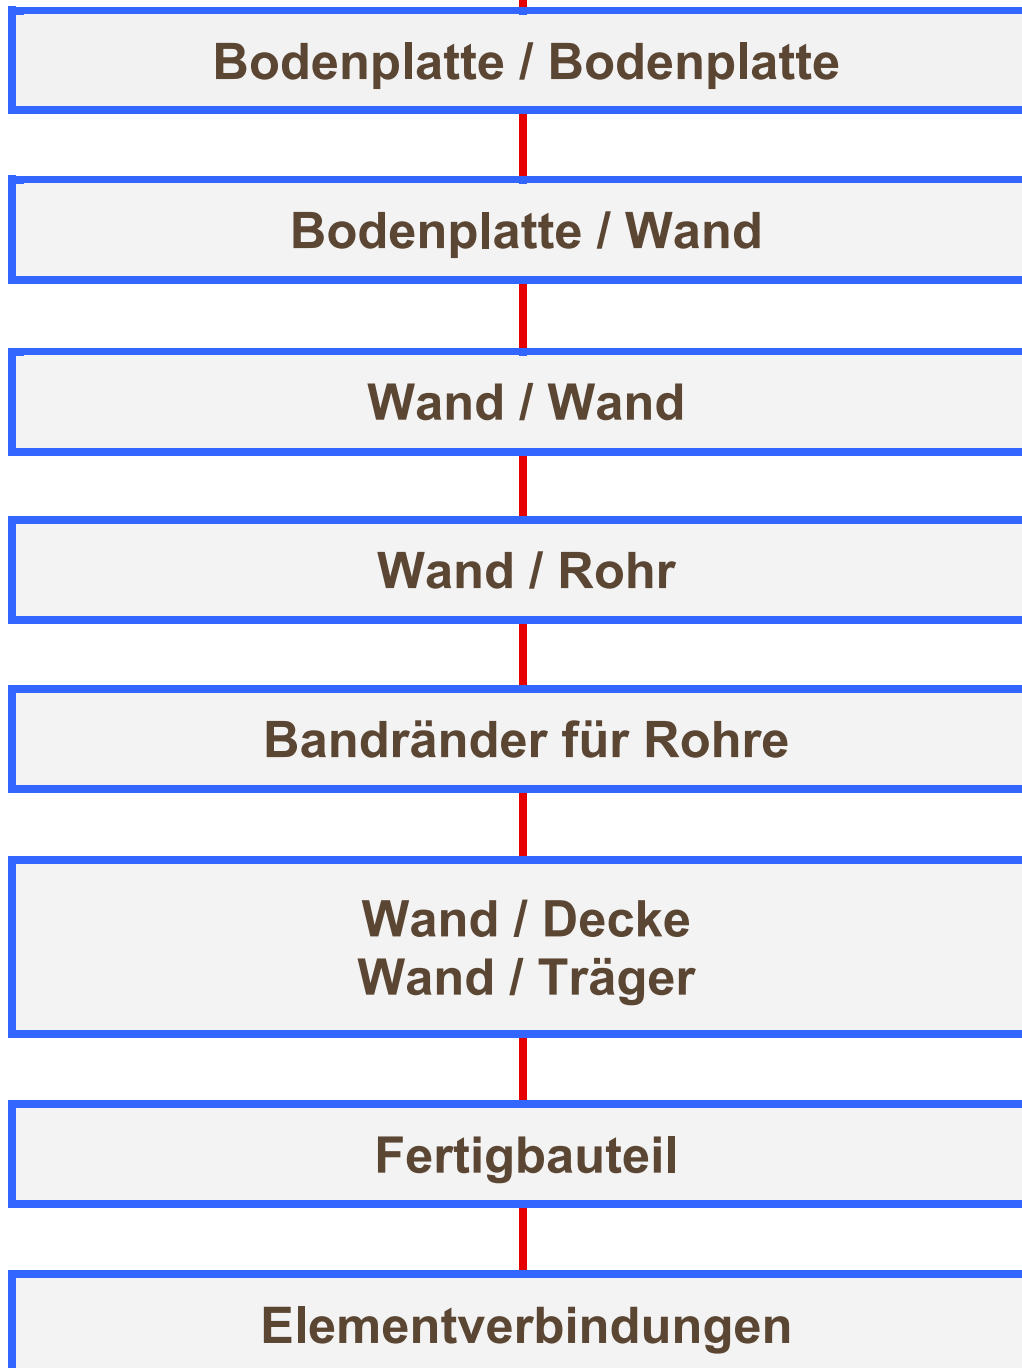 Bodenplatte / Bodenplatte
Bodenplatte / Wand
Wand / Wand
Wand / Rohr
Bandränder für Rohre
Wand / Decke
Wand / Träger
Fertigbauteil
Elementverbindungen